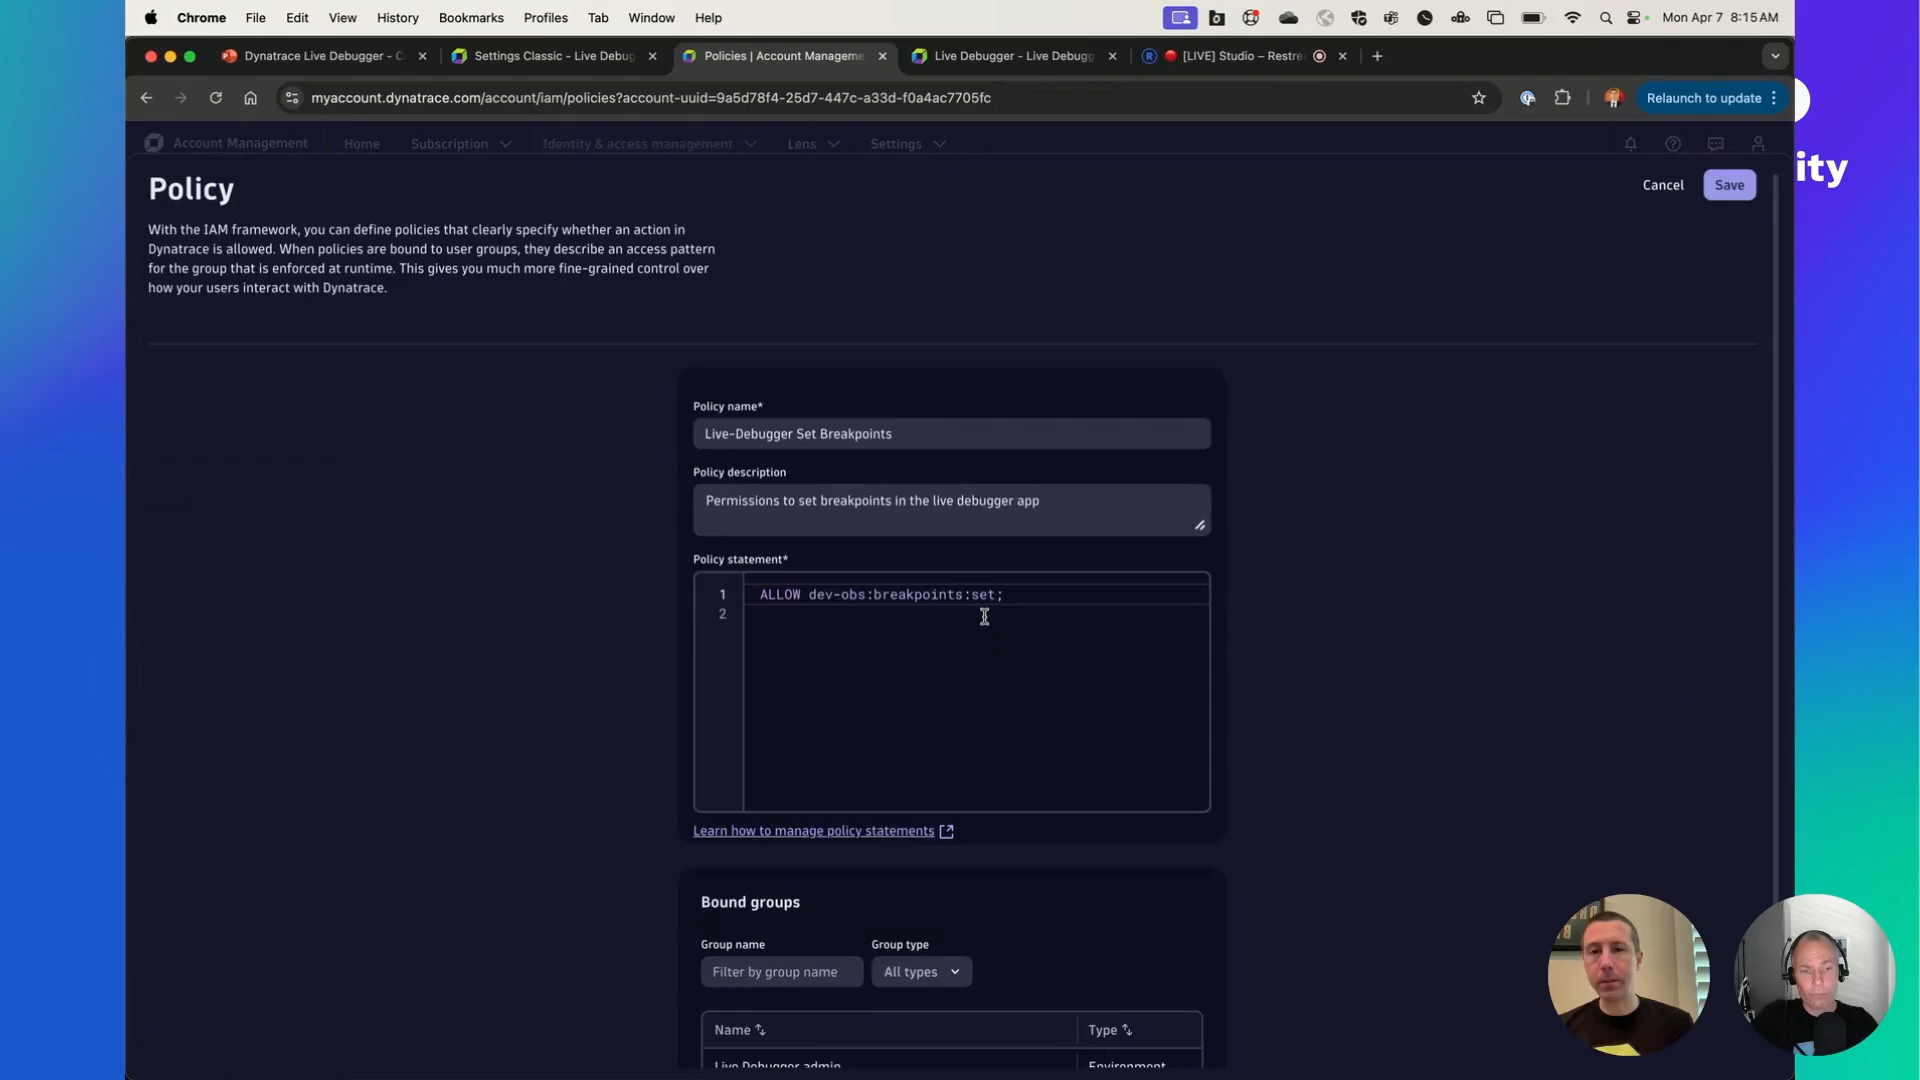 Chrome File Edit View History Bookmarks Profiles Tab Window Help Mon Apr 7 8:15 AM
Dynatrace Live Debugger - Settings Classic - Live Debug Policies | Account Manageme Live Debugger - Live Debugg [LIVE] Studio – Restre
myaccount.dynatrace.com/account/iam/policies?account-uuid=9a5d78f4-25d7-447c-a33d-f0a4ac7705fc Relaunch to update
Account Management Home Subscription Identity & access management Lens Settings
ity
Policy
Cancel Save
With the IAM framework, you can define policies that clearly specify whether an action in
Dynatrace is allowed. When policies are bound to user groups, they describe an access pattern
for the group that is enforced at runtime. This gives you much more fine-grained control over
how your users interact with Dynatrace.
Policy name*
Live-Debugger Set Breakpoints
Policy description
Permissions to set breakpoints in the live debugger app
Policy statement*
1 ALLOW dev-obs:breakpoints:set;
2
Learn how to manage policy statements
Bound groups
Group name Group type
Filter by group name All types
Name Type
Live Debugger admin Environment